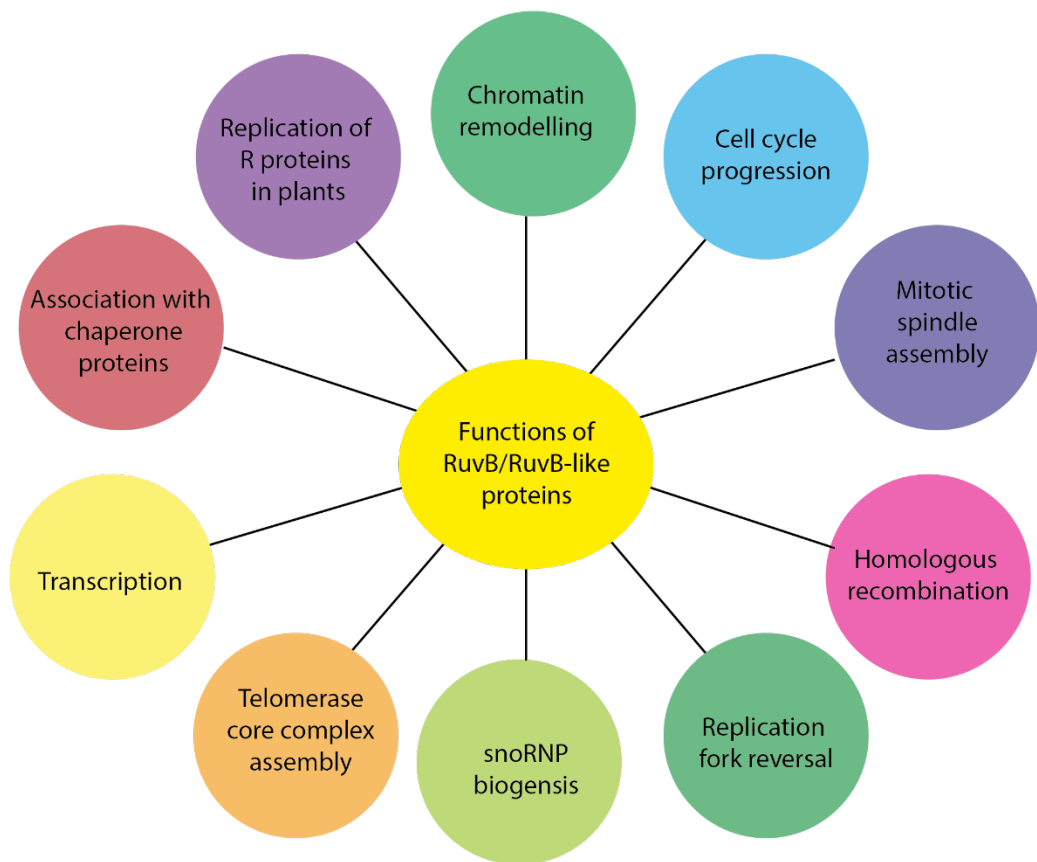 Chromatin
remodelling
Cell cycle
progression
Mitotic
spindle
assembly
Homologous
recombination
Replication
fork reversal
snoRNP
biogensis
Telomerase
core complex
assembly
Transcription
Association with
chaperone
proteins
Replication of
R proteins
in plants
Functions of
RuvB/RuvB-like
proteins